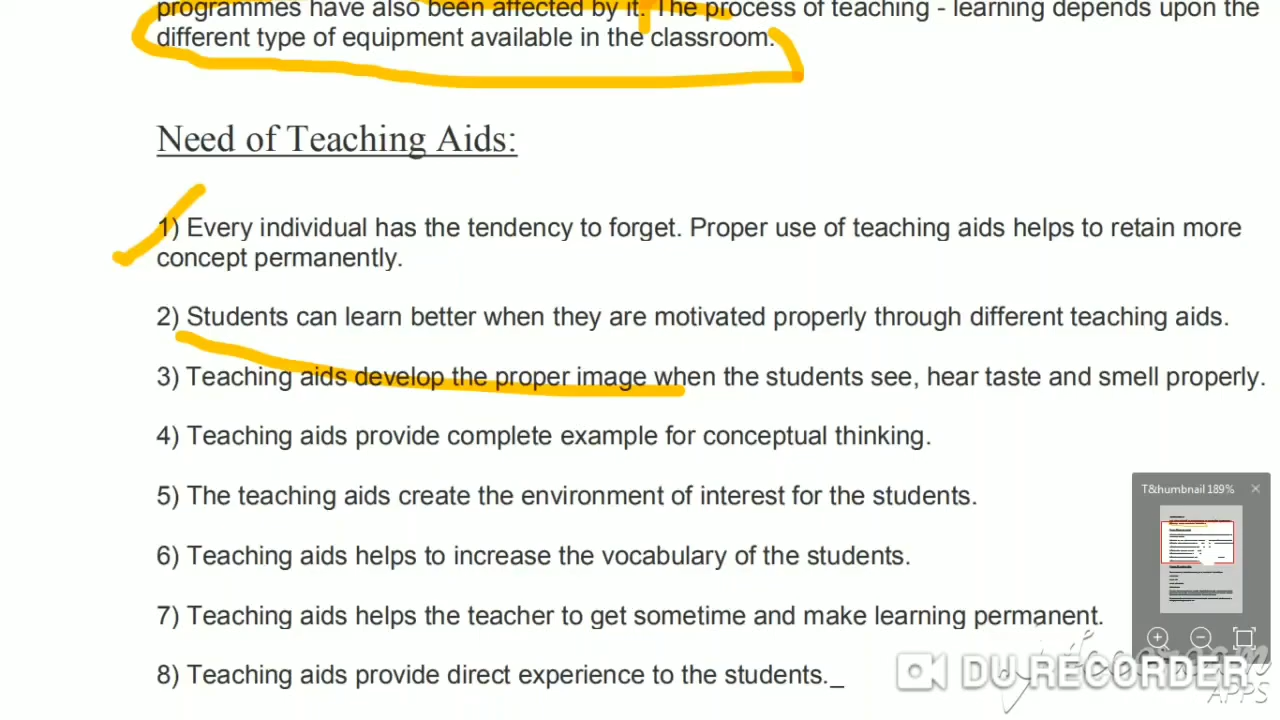 programmes have also been affected by it. The process of teaching - learning depends upon the
different type of equipment available in the classroom.
Need of Teaching Aids:
1) Every individual has the tendency to forget. Proper use of teaching aids helps to retain more
concept permanently.
2) Students can learn better when they are motivated properly through different teaching aids.
3) Teaching aids develop the proper image when the students see, hear taste and smell properly.
4) Teaching aids provide complete example for conceptual thinking.
5) The teaching aids create the environment of interest for the students.
6) Teaching aids helps to increase the vocabulary of the students.
7) Teaching aids helps the teacher to get sometime and make learning permanent.
8) Teaching aids provide direct experience to the students._
T&humbnail 189%
DU RECORDER
APPS